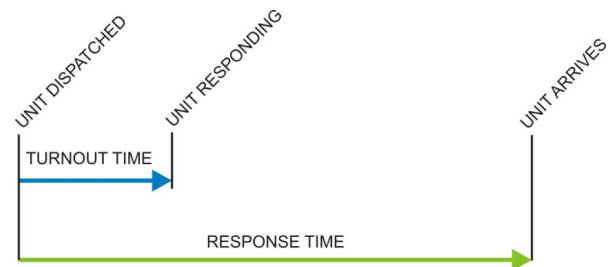 UNIT DISPATCHED
UNIT RESPONDING
UNIT ARRIVES
TURNOUT TIME
RESPONSE TIME